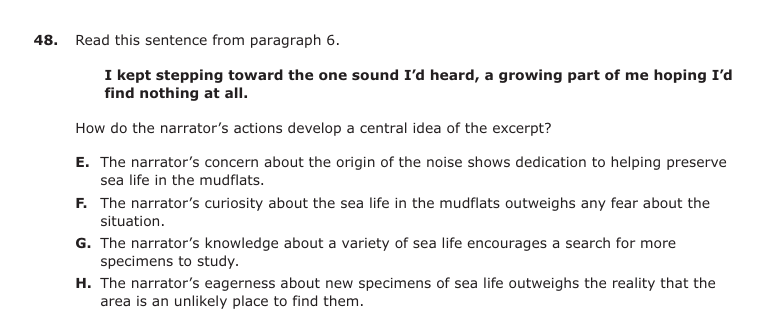 48. Read this sentence from paragraph 6.
I kept stepping toward the one sound I’d heard, a growing part of me hoping I’d
find nothing at all.
How do the narrator’s actions develop a central idea of the excerpt?
E. The narrator’s concern about the origin of the noise shows dedication to helping preserve
sea life in the mudflats.
F. The narrator’s curiosity about the sea life in the mudflats outweighs any fear about the
situation.
G. The narrator’s knowledge about a variety of sea life encourages a search for more
specimens to study.
H. The narrator’s eagerness about new specimens of sea life outweighs the reality that the
area is an unlikely place to find them.